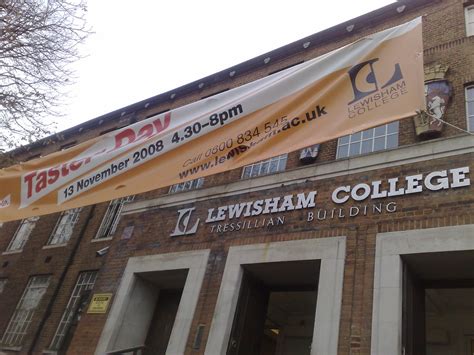 Taster Day
13 November 2008 4.30-8pm
Call 0800 834 545
www.lewisham.ac.uk
LEWISHAM
COLLEGE
LEWISHAM COLLEGE
TRESSILLIAN BUILDING